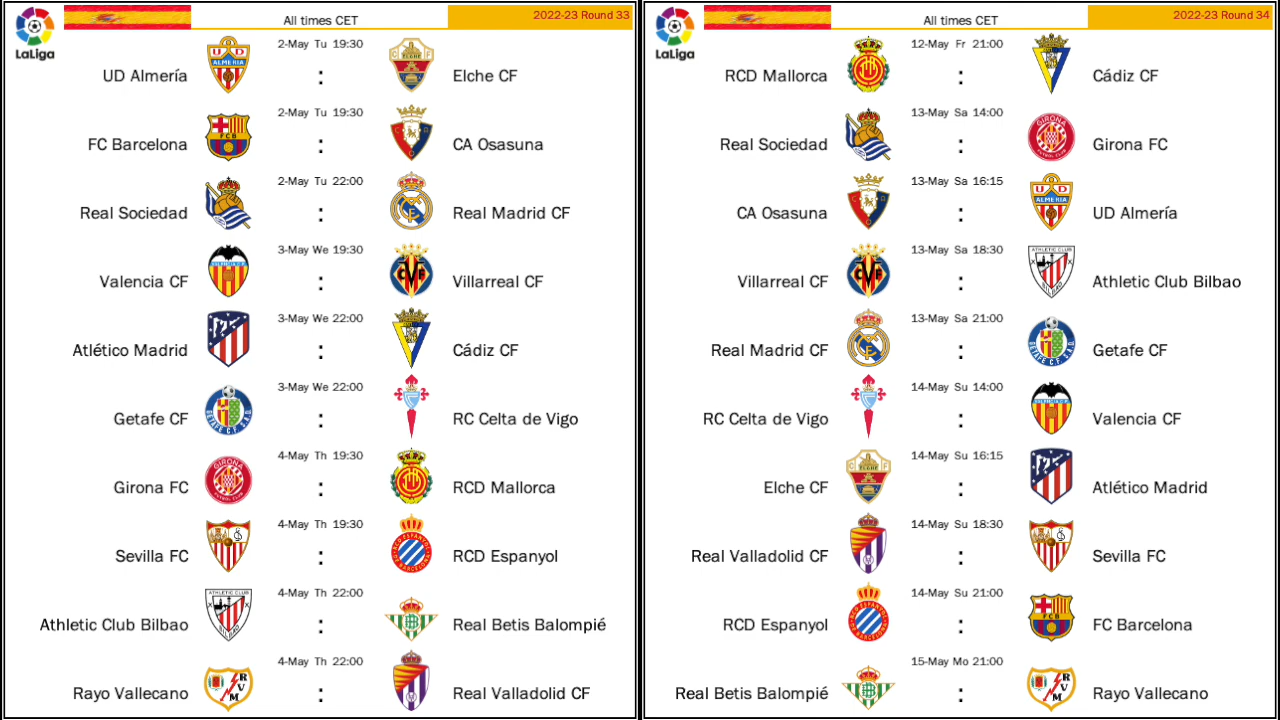 LaLiga
All times CET
2022-23 Round 33
2-May Tu 19:30
UD Almería : Elche CF
2-May Tu 19:30
FC Barcelona : CA Osasuna
2-May Tu 22:00
Real Sociedad : Real Madrid CF
3-May We 19:30
Valencia CF : Villarreal CF
3-May We 22:00
Atlético Madrid : Cádiz CF
3-May We 22:00
Getafe CF : RC Celta de Vigo
4-May Th 19:30
Girona FC : RCD Mallorca
4-May Th 19:30
Sevilla FC : RCD Espanyol
4-May Th 22:00
Athletic Club Bilbao : Real Betis Balompié
4-May Th 22:00
Rayo Vallecano : Real Valladolid CF
LaLiga
All times CET
2022-23 Round 34
12-May Fr 21:00
RCD Mallorca : Cádiz CF
13-May Sa 14:00
Real Sociedad : Girona FC
13-May Sa 16:15
CA Osasuna : UD Almería
13-May Sa 18:30
Villarreal CF : Athletic Club Bilbao
13-May Sa 21:00
Real Madrid CF : Getafe CF
14-May Su 14:00
RC Celta de Vigo : Valencia CF
14-May Su 16:15
Elche CF : Atlético Madrid
14-May Su 18:30
Real Valladolid CF : Sevilla FC
14-May Su 21:00
RCD Espanyol : FC Barcelona
15-May Mo 21:00
Real Betis Balompié : Rayo Vallecano